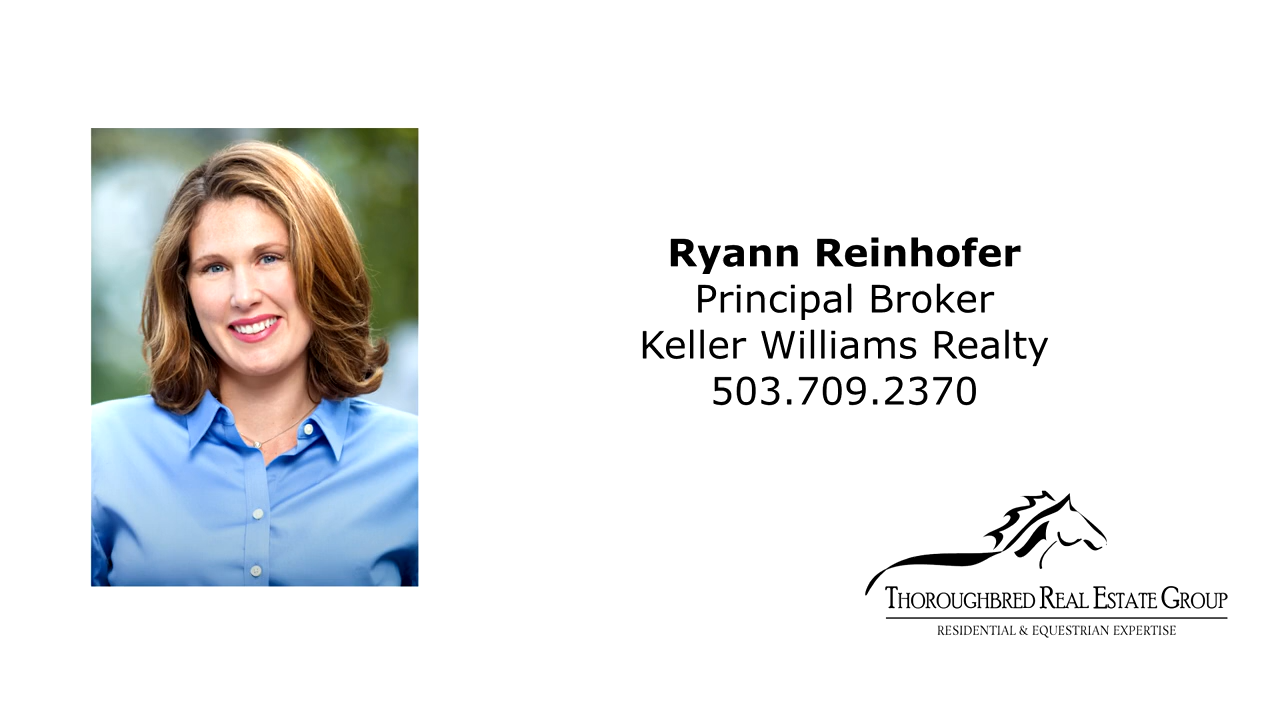 Ryann Reinhofer
Principal Broker
Keller Williams Realty
503.709.2370
THOROUGHBRED REAL ESTATE GROUP
RESIDENTIAL & EQUESTRIAN EXPERTISE